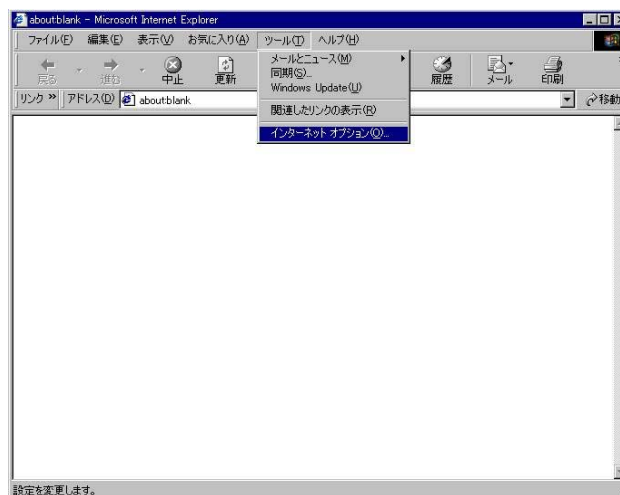 about:blank - Microsoft Internet Explorer
ファイル(F) 編集(E) 表示(V) お気に入り(A) ツール(T) ヘルプ(H)
メールとニュース(M)
同期(S)...
Windows Update(U)
関連したリンクの表示(R)
インターネット オプション(O)...
戻る 進む 中止 更新 履歴 メール 印刷
リンク » アドレス(D) about:blank 移動
設定を変更します。